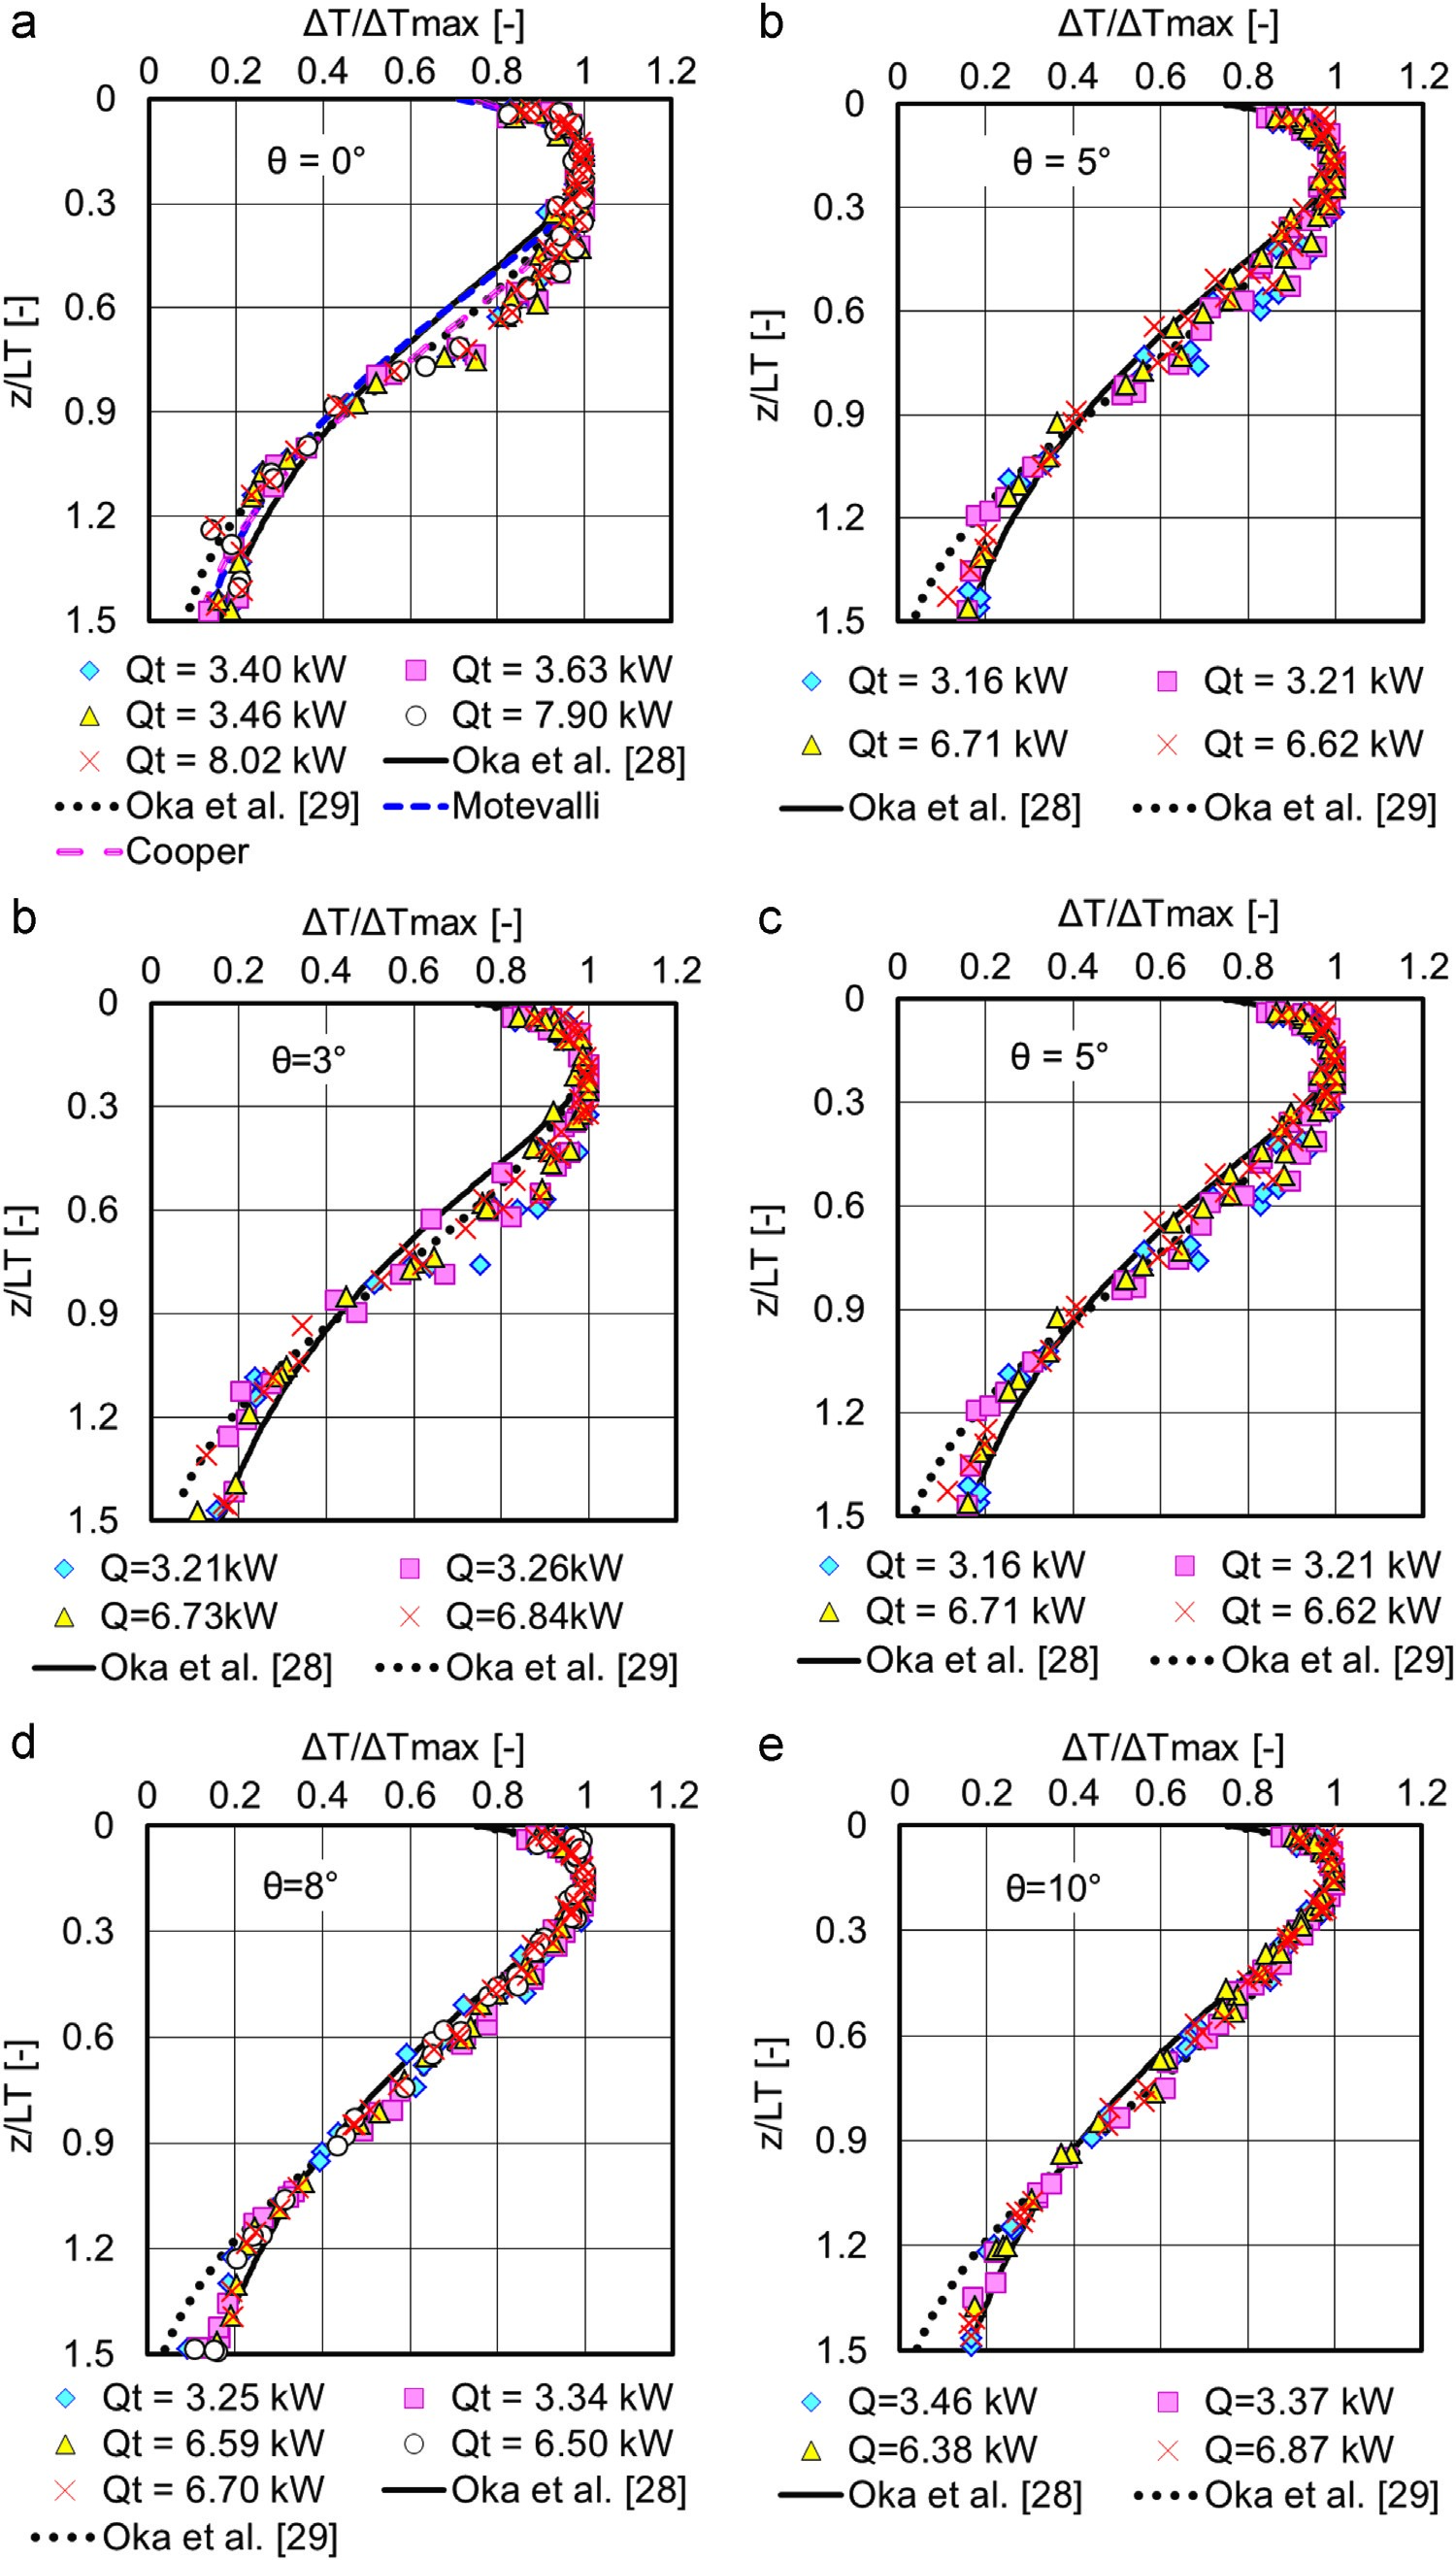 a
ΔT/ΔTmax [-]
0 0.2 0.4 0.6 0.8 1 1.2
0
0.3
0.6
0.9
1.2
1.5
z/LT [-]
θ = 0°
Qt = 3.40 kW Qt = 3.63 kW
Qt = 3.46 kW Qt = 7.90 kW
Qt = 8.02 kW Oka et al. [28]
Oka et al. [29] Motevalli
Cooper
b
ΔT/ΔTmax [-]
0 0.2 0.4 0.6 0.8 1 1.2
0
0.3
0.6
0.9
1.2
1.5
z/LT [-]
θ = 5°
Qt = 3.16 kW Qt = 3.21 kW
Qt = 6.71 kW Qt = 6.62 kW
Oka et al. [28] Oka et al. [29]
b
ΔT/ΔTmax [-]
0 0.2 0.4 0.6 0.8 1 1.2
0
0.3
0.6
0.9
1.2
1.5
z/LT [-]
θ=3°
Q=3.21kW Q=3.26kW
Q=6.73kW Q=6.84kW
Oka et al. [28] Oka et al. [29]
c
ΔT/ΔTmax [-]
0 0.2 0.4 0.6 0.8 1 1.2
0
0.3
0.6
0.9
1.2
1.5
z/LT [-]
θ = 5°
Qt = 3.16 kW Qt = 3.21 kW
Qt = 6.71 kW Qt = 6.62 kW
Oka et al. [28] Oka et al. [29]
d
ΔT/ΔTmax [-]
0 0.2 0.4 0.6 0.8 1 1.2
0
0.3
0.6
0.9
1.2
1.5
z/LT [-]
θ=8°
Qt = 3.25 kW Qt = 3.34 kW
Qt = 6.59 kW Qt = 6.50 kW
Qt = 6.70 kW Oka et al. [28]
Oka et al. [29]
e
ΔT/ΔTmax [-]
0 0.2 0.4 0.6 0.8 1 1.2
0
0.3
0.6
0.9
1.2
1.5
z/LT [-]
θ=10°
Q=3.46 kW Q=3.37 kW
Q=6.38 kW Q=6.87 kW
Oka et al. [28] Oka et al. [29]